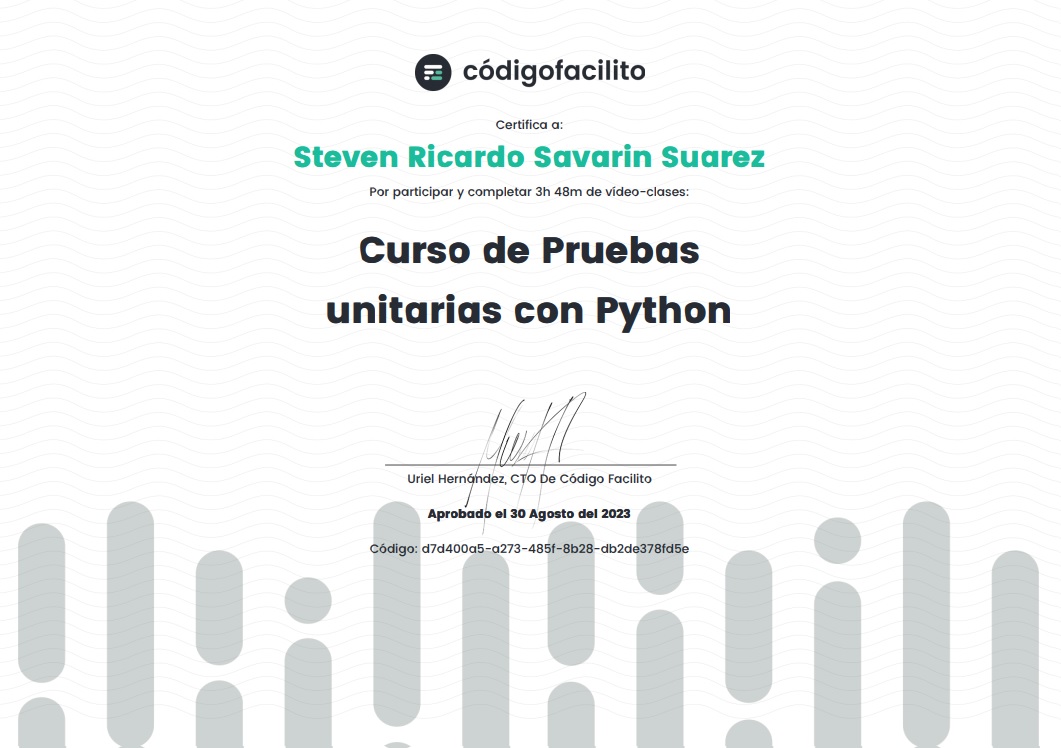 códigofacilito
Certifica a:
Steven Ricardo Savarin Suarez
Por participar y completar 3h 48m de vídeo-clases:
Curso de Pruebas
unitarias con Python
Uriel Hernández, CTO De Código Facilito
Aprobado el 30 Agosto del 2023
Código: d7d400a5-a273-485f-8b28-db2de378fd5e